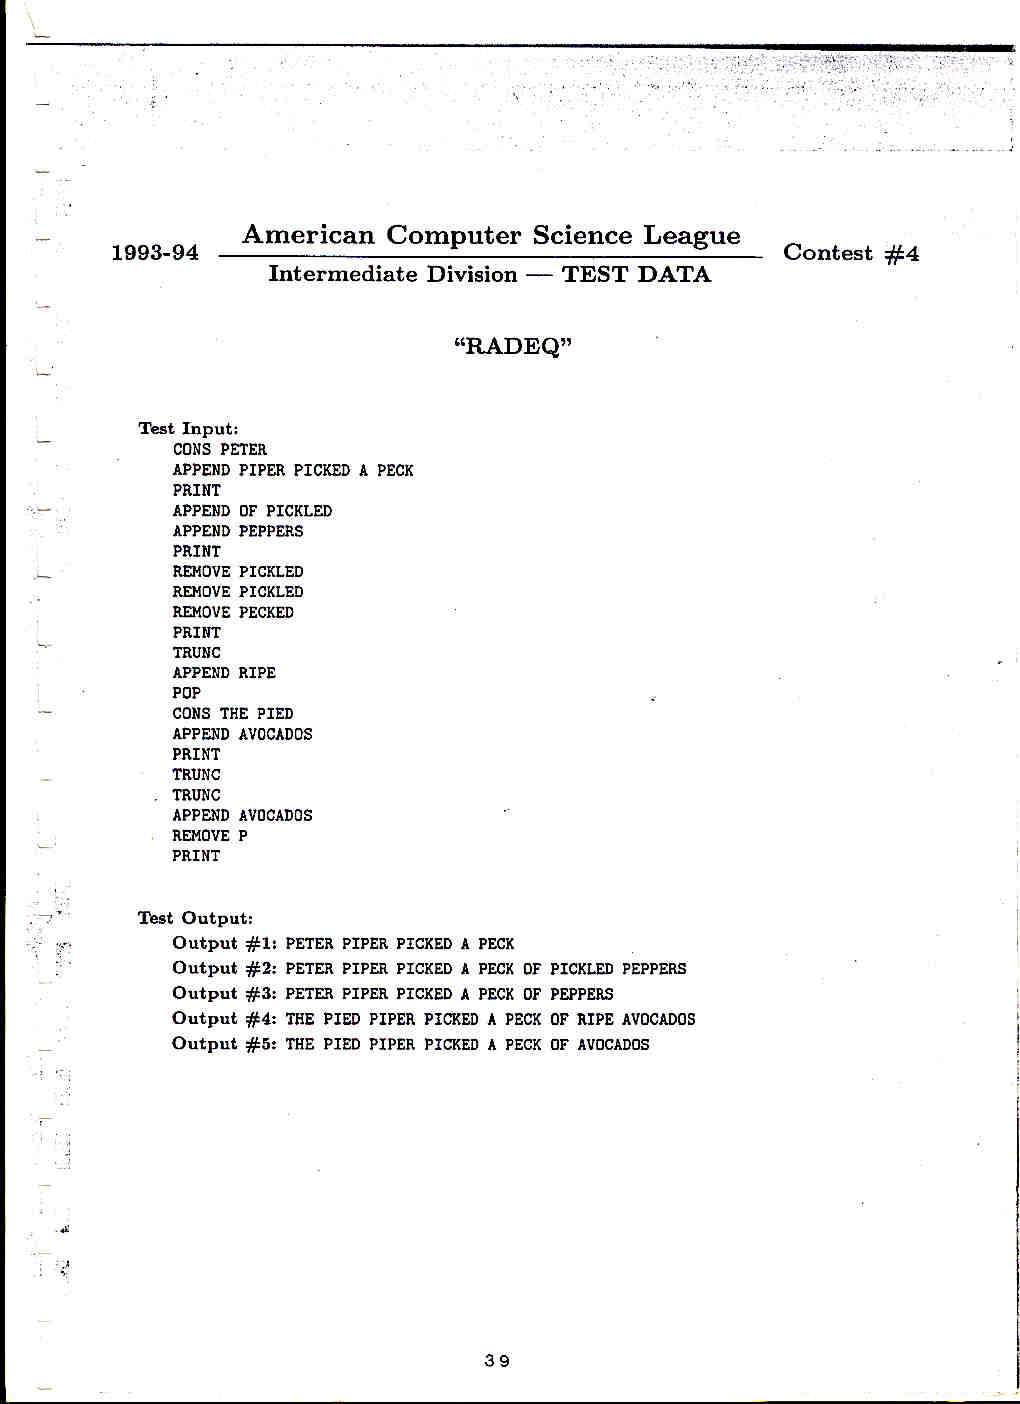 American Computer Science League
1993-94 Contest #4
Intermediate Division — TEST DATA
“RADEQ”
Test Input:
CONS PETER
APPEND PIPER PICKED A PECK
PRINT
APPEND OF PICKLED
APPEND PEPPERS
PRINT
REMOVE PICKLED
REMOVE PICKLED
REMOVE PECKED
PRINT
TRUNC
APPEND RIPE
POP
CONS THE PIED
APPEND AVOCADOS
PRINT
TRUNC
TRUNC
APPEND AVOCADOS
REMOVE P
PRINT
Test Output:
Output #1: PETER PIPER PICKED A PECK
Output #2: PETER PIPER PICKED A PECK OF PICKLED PEPPERS
Output #3: PETER PIPER PICKED A PECK OF PEPPERS
Output #4: THE PIED PIPER PICKED A PECK OF RIPE AVOCADOS
Output #5: THE PIED PIPER PICKED A PECK OF AVOCADOS
39